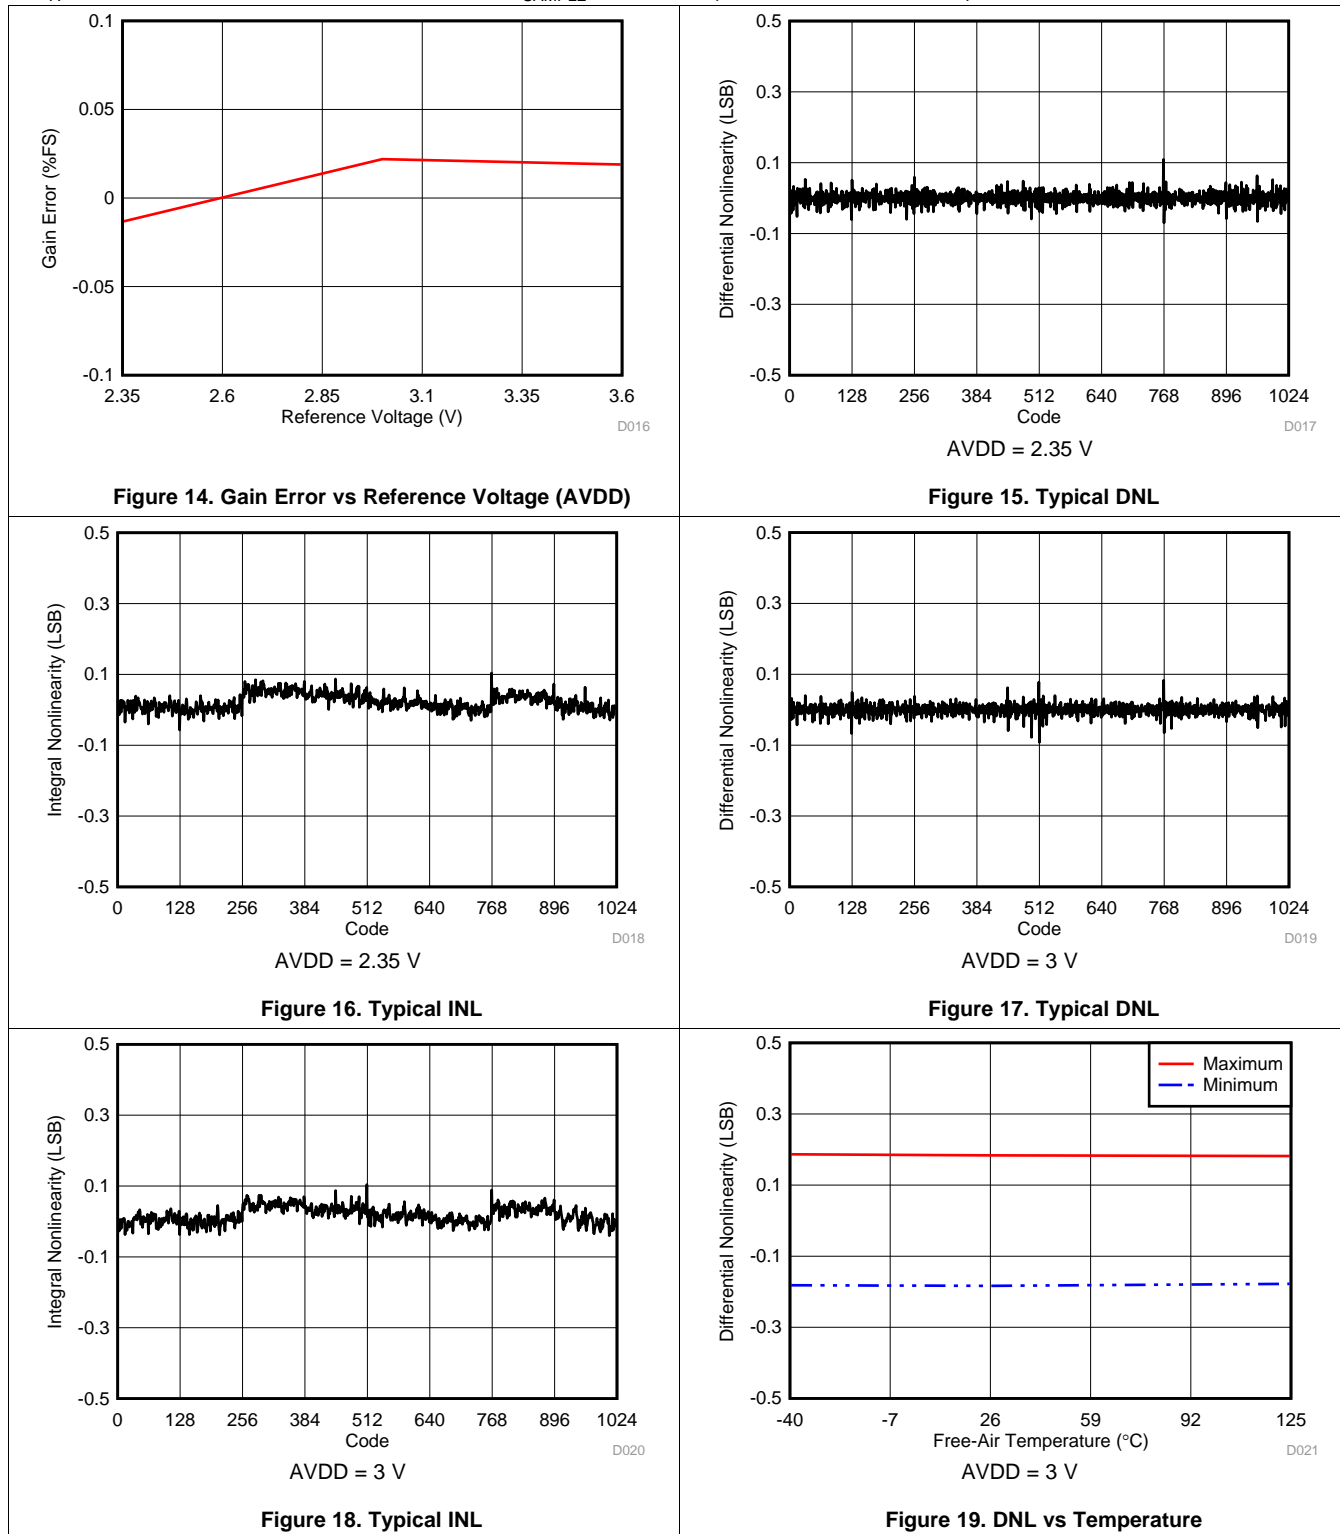 0.1
0.05
0
-0.05
-0.1
Gain Error (%FS)
2.35 2.6 2.85 3.1 3.35 3.6
Reference Voltage (V)
D016
Figure 14. Gain Error vs Reference Voltage (AVDD)
0.5
0.3
0.1
-0.1
-0.3
-0.5
Differential Nonlinearity (LSB)
0 128 256 384 512 640 768 896 1024
Code
D017
AVDD = 2.35 V
Figure 15. Typical DNL
0.5
0.3
0.1
-0.1
-0.3
-0.5
Integral Nonlinearity (LSB)
0 128 256 384 512 640 768 896 1024
Code
D018
AVDD = 2.35 V
Figure 16. Typical INL
0.5
0.3
0.1
-0.1
-0.3
-0.5
Differential Nonlinearity (LSB)
0 128 256 384 512 640 768 896 1024
Code
D019
AVDD = 3 V
Figure 17. Typical DNL
0.5
0.3
0.1
-0.1
-0.3
-0.5
Integral Nonlinearity (LSB)
0 128 256 384 512 640 768 896 1024
Code
D020
AVDD = 3 V
Figure 18. Typical INL
0.5
0.3
0.1
-0.1
-0.3
-0.5
Differential Nonlinearity (LSB)
Maximum
Minimum
-40 -7 26 59 92 125
Free-Air Temperature (°C)
D021
AVDD = 3 V
Figure 19. DNL vs Temperature